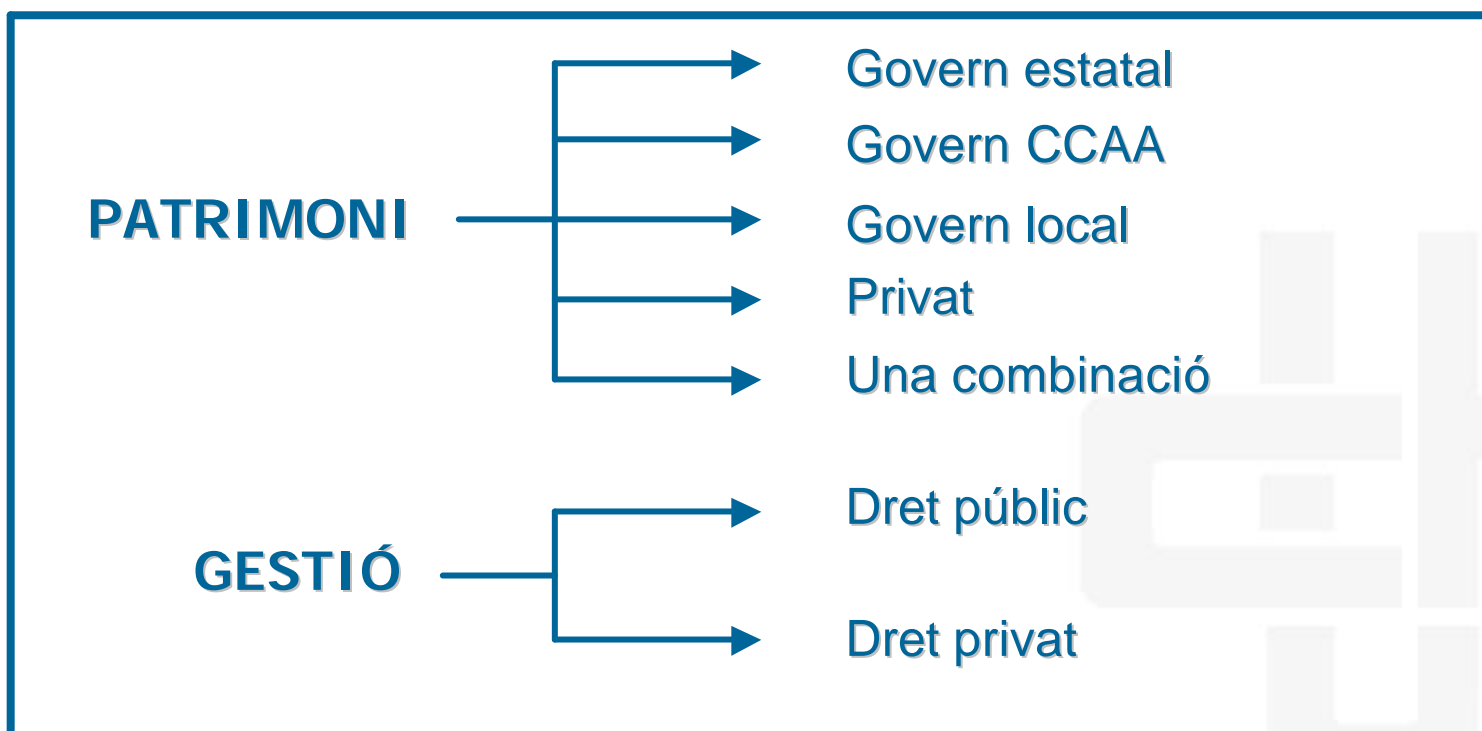 Govern estatal
Govern CCAA
PATRIMONI
Govern local
Privat
Una combinació
Dret públic
GESTIÓ
Dret privat